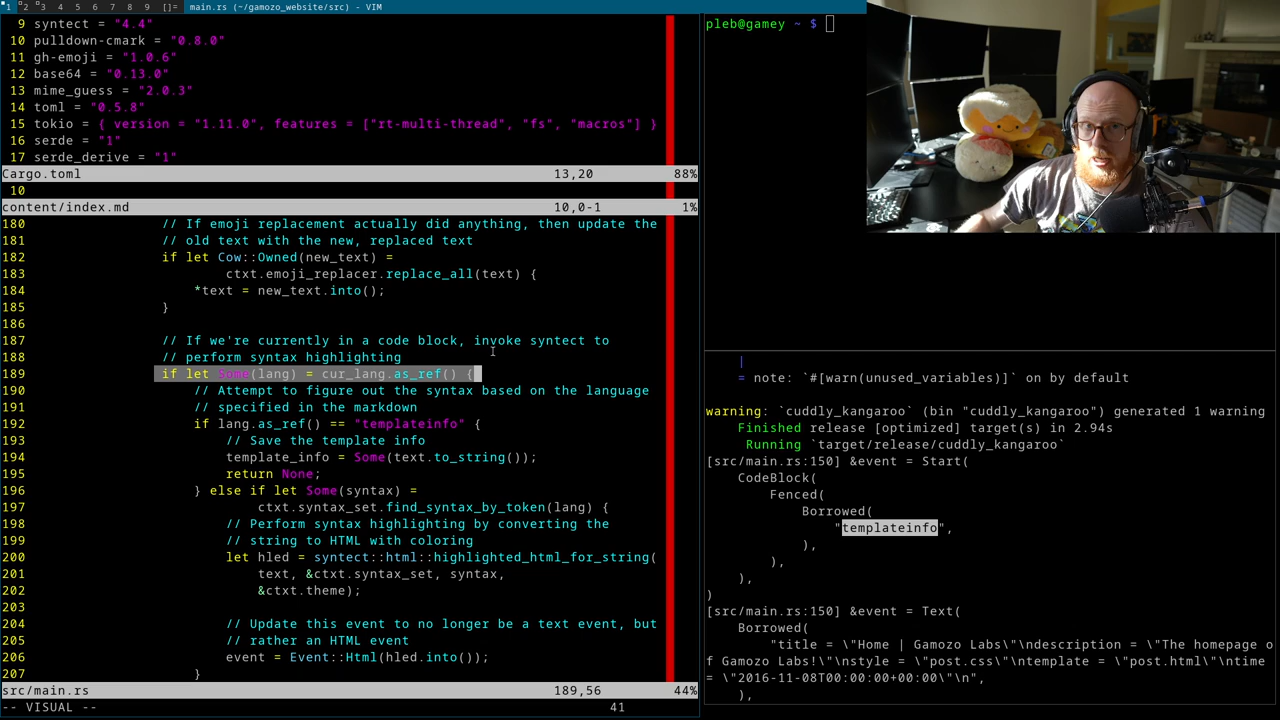 1 2 3 4 5 6 7 8 9 []= main.rs (~/gamozo_website/src) - VIM
9 syntect = "4.4"
10 pulldown-cmark = "0.8.0"
11 gh-emoji = "1.0.6"
12 base64 = "0.13.0"
13 mime_guess = "2.0.3"
14 toml = "0.5.8"
15 tokio = { version = "1.11.0", features = ["rt-multi-thread", "fs", "macros"] }
16 serde = "1"
17 serde_derive = "1"
Cargo.toml 13,20 88%
10
content/index.md 10,0-1 1%
180 // If emoji replacement actually did anything, then update the
181 // old text with the new, replaced text
182 if let Cow::Owned(new_text) =
183 ctxt.emoji_replacer.replace_all(text) {
184 *text = new_text.into();
185 }
186
187 // If we're currently in a code block, invoke syntect to
188 // perform syntax highlighting
189 if let Some(lang) = cur_lang.as_ref() {
190 // Attempt to figure out the syntax based on the language
191 // specified in the markdown
192 if lang.as_ref() == "templateinfo" {
193 // Save the template info
194 template_info = Some(text.to_string());
195 return None;
196 } else if let Some(syntax) =
197 ctxt.syntax_set.find_syntax_by_token(lang) {
198 // Perform syntax highlighting by converting the
199 // string to HTML with coloring
200 let hled = syntect::html::highlighted_html_for_string(
201 text, &ctxt.syntax_set, syntax,
202 &ctxt.theme);
203
204 // Update this event to no longer be a text event, but
205 // rather an HTML event
206 event = Event::Html(hled.into());
207 }
src/main.rs 189,56 44%
-- VISUAL -- 41
pleb@gamey ~ $
|
= note: `#[warn(unused_variables)]` on by default
warning: `cuddly_kangaroo` (bin "cuddly_kangaroo") generated 1 warning
Finished release [optimized] target(s) in 2.94s
Running `target/release/cuddly_kangaroo`
[src/main.rs:150] &event = Start(
CodeBlock(
Fenced(
Borrowed(
"templateinfo",
),
),
),
)
[src/main.rs:150] &event = Text(
Borrowed(
"title = \"Home | Gamozo Labs\"\ndescription = \"The homepage o
f Gamozo Labs!\"\nstyle = \"post.css\"\ntemplate = \"post.html\"\ntime
= \"2016-11-08T00:00:00+00:00\"\n",
),